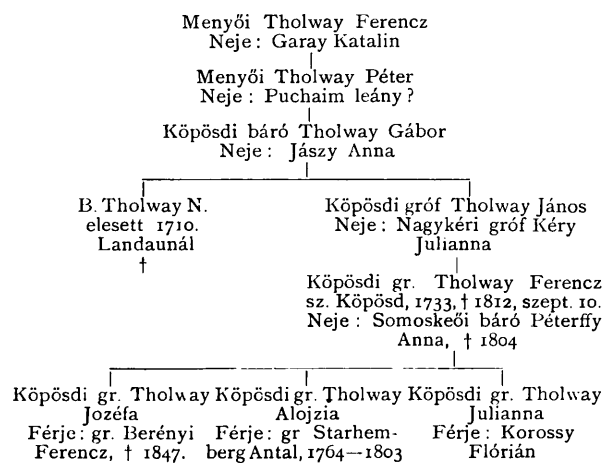 Menyői Tholway Ferencz
Neje: Garay Katalin
Menyői Tholway Péter
Neje: Puchaim leány?
Köpösdi báró Tholway Gábor
Neje: Jászy Anna
B. Tholway N.
elesett 1710.
Landaunál
†
Köpösdi gróf Tholway János
Neje: Nagykéri gróf Kéry
Julianna
Köpösdi gr. Tholway Ferencz
sz. Köpösd, 1733, † 1812, szept. 10.
Neje: Somoskeői báró Péterffy
Anna, † 1804
Köpösdi gr. Tholway
Jozéfa
Férje: gr. Berényi
Ferencz, † 1847.
Köpösdi gr. Tholway
Alojzia
Férje: gr Starhem-
berg Antal, 1764—1803
Köpösdi gr. Tholway
Julianna
Férje: Korossy
Flórián